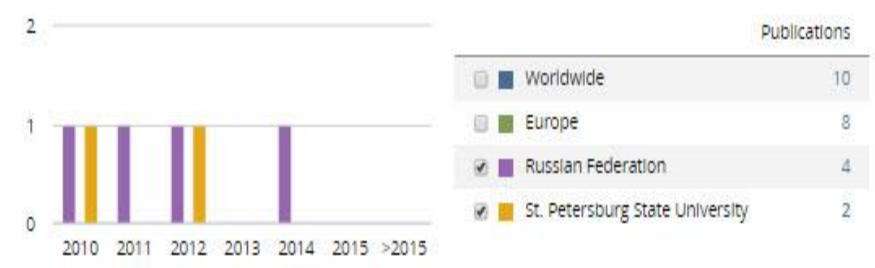 2
1
0
2010 2011 2012 2013 2014 2015 >2015
Publications
Worldwide 10
Europe 8
Russian Federation 4
St. Petersburg State University 2